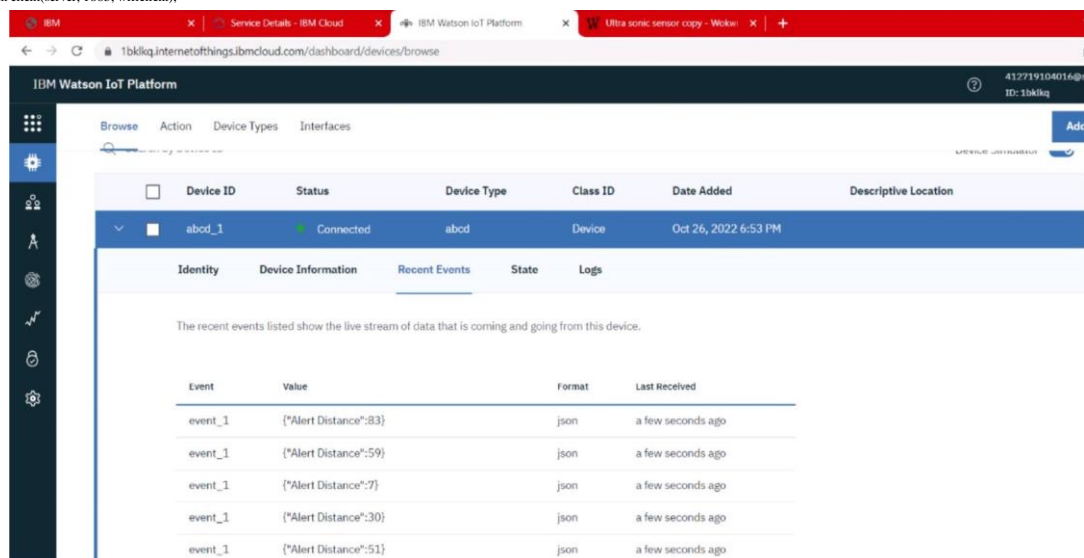 IBM Service Details - IBM Cloud IBM Watson IoT Platform Ultra sonic sensor copy - Wokwi
1bklkq.internetofthings.ibmcloud.com/dashboard/devices/browse
IBM Watson IoT Platform
412719104016@
ID: 1bklkq
Browse Action Device Types Interfaces
Add
Device Simulator
Device ID Status Device Type Class ID Date Added Descriptive Location
abcd_1 Connected abcd Device Oct 26, 2022 6:53 PM
Identity Device Information Recent Events State Logs
The recent events listed show the live stream of data that is coming and going from this device.
Event Value Format Last Received
event_1 {"Alert Distance":83} json a few seconds ago
event_1 {"Alert Distance":59} json a few seconds ago
event_1 {"Alert Distance":7} json a few seconds ago
event_1 {"Alert Distance":30} json a few seconds ago
event_1 {"Alert Distance":51} json a few seconds ago